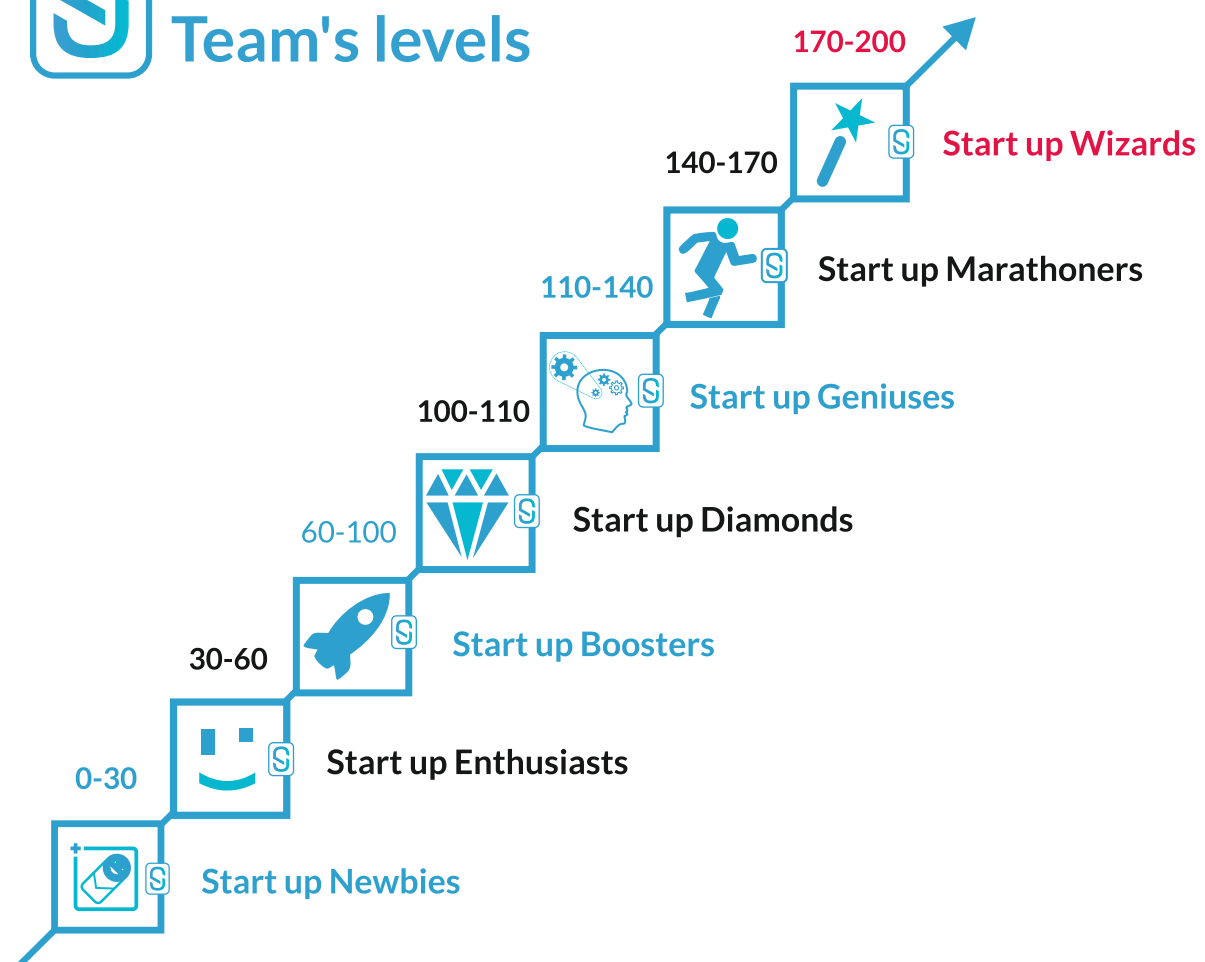 Team's levels
170-200
Start up Wizards
140-170
Start up Marathoners
110-140
Start up Geniuses
100-110
Start up Diamonds
60-100
Start up Boosters
30-60
Start up Enthusiasts
0-30
Start up Newbies